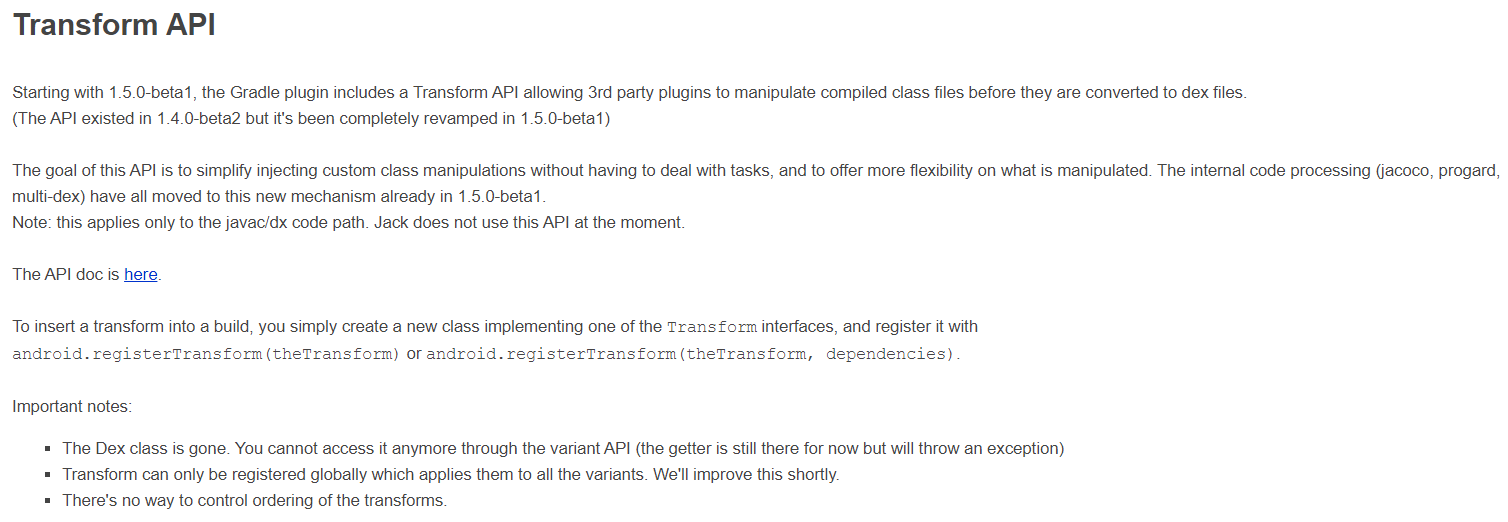 Transform API
Starting with 1.5.0-beta1, the Gradle plugin includes a Transform API allowing 3rd party plugins to manipulate compiled class files before they are converted to dex files.
(The API existed in 1.4.0-beta2 but it's been completely revamped in 1.5.0-beta1)
The goal of this API is to simplify injecting custom class manipulations without having to deal with tasks, and to offer more flexibility on what is manipulated. The internal code processing (jacoco, progard,
multi-dex) have all moved to this new mechanism already in 1.5.0-beta1.
Note: this applies only to the javac/dx code path. Jack does not use this API at the moment.
The API doc is here.
To insert a transform into a build, you simply create a new class implementing one of the Transform interfaces, and register it with
android.registerTransform(theTransform) or android.registerTransform(theTransform, dependencies).
Important notes:
▪ The Dex class is gone. You cannot access it anymore through the variant API (the getter is still there for now but will throw an exception)
▪ Transform can only be registered globally which applies them to all the variants. We'll improve this shortly.
▪ There's no way to control ordering of the transforms.